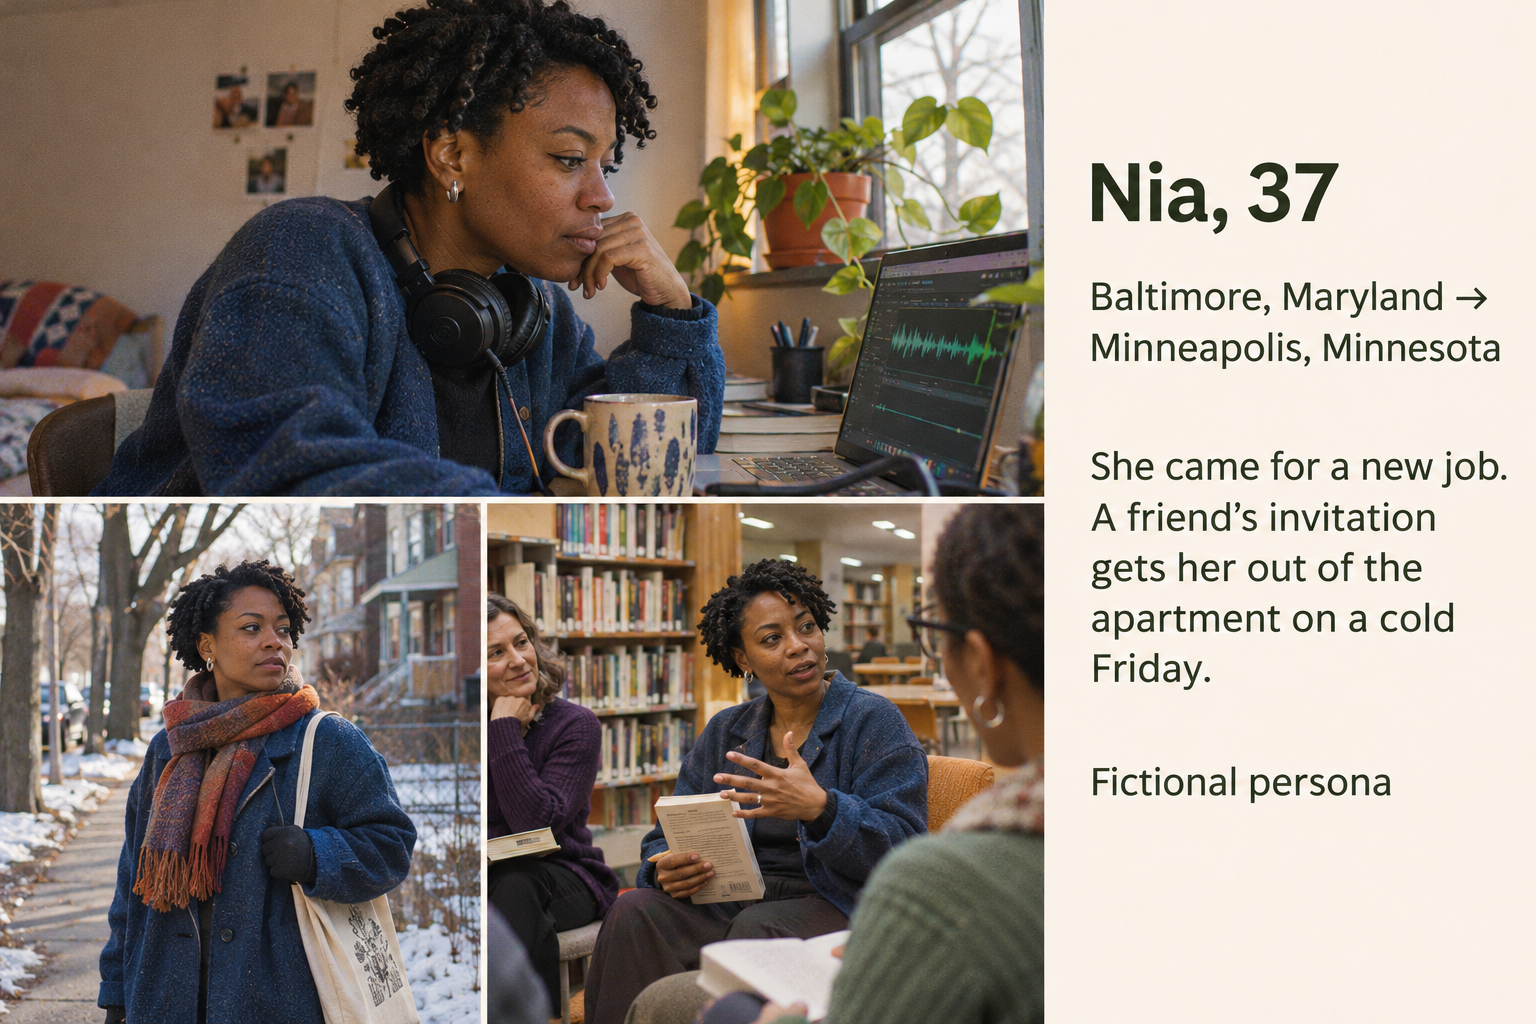 Nia, 37
Baltimore, Maryland →
Minneapolis, Minnesota
She came for a new job.
A friend’s invitation
gets her out of the
apartment on a cold
Friday.
Fictional persona